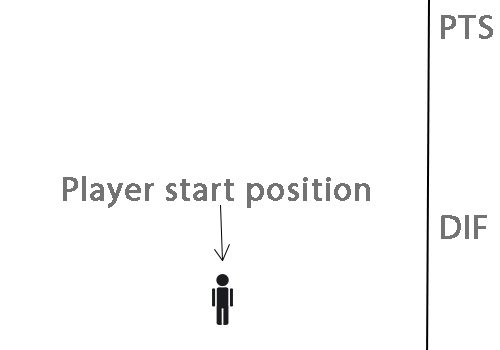 PTS
Player start position
DIF